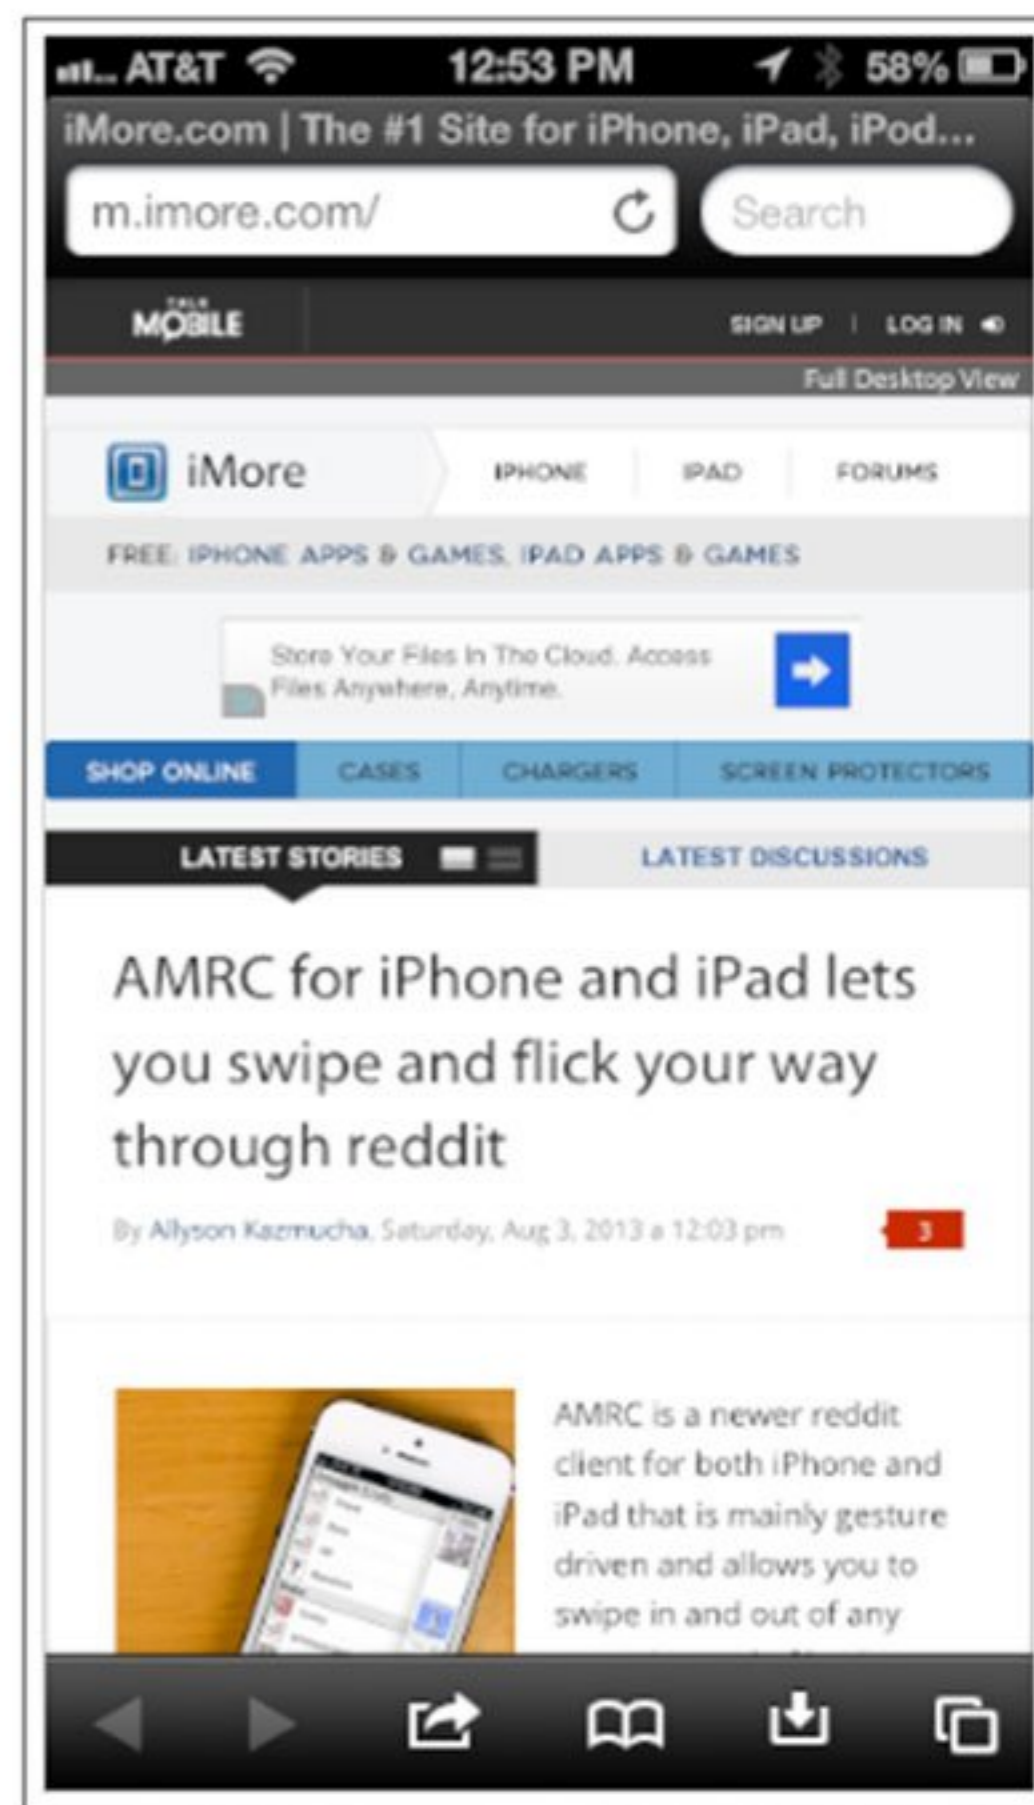 AT&T 12:53 PM 58%
iMore.com | The #1 Site for iPhone, iPad, iPod...
m.imore.com/ Search
TALK
MOBILE SIGN UP | LOG IN
Full Desktop View
iMore IPHONE IPAD FORUMS
FREE: IPHONE APPS & GAMES, IPAD APPS & GAMES
Store Your Files In The Cloud. Access
Files Anywhere, Anytime.
SHOP ONLINE CASES CHARGERS SCREEN PROTECTORS
LATEST STORIES LATEST DISCUSSIONS
AMRC for iPhone and iPad lets
you swipe and flick your way
through reddit
By Allyson Kazmucha, Saturday, Aug 3, 2013 a 12:03 pm 3
AMRC is a newer reddit
client for both iPhone and
iPad that is mainly gesture
driven and allows you to
swipe in and out of any